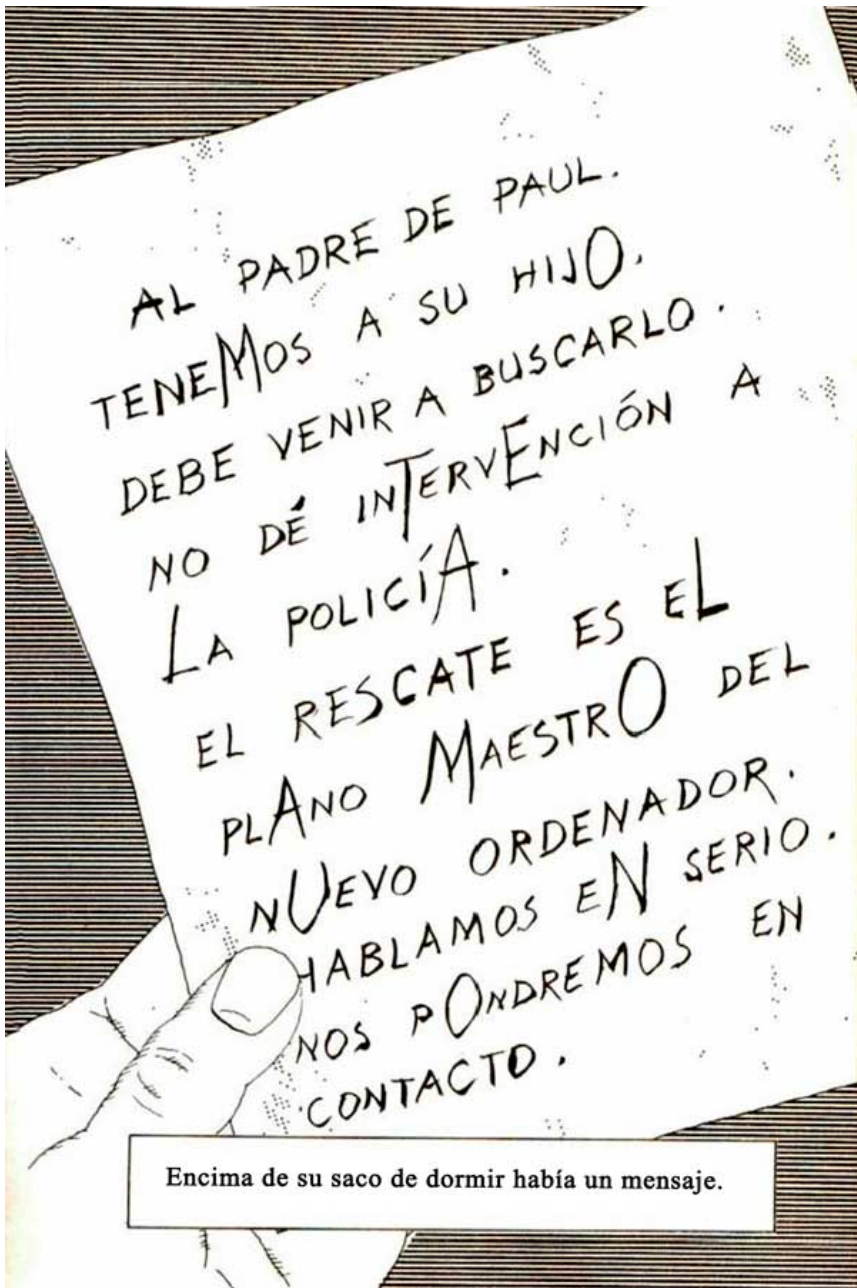 AL PADRE DE PAUL.
TENEMOS A SU HIJO.
DEBE VENIR A BUSCARLO.
NO DÉ INTERVENCIÓN A
LA POLICÍA.
EL RESCATE ES EL
PLANO MAESTRO DEL
NUEVO ORDENADOR.
HABLAMOS EN SERIO.
NOS PONDREMOS EN
CONTACTO.
Encima de su saco de dormir había un mensaje.